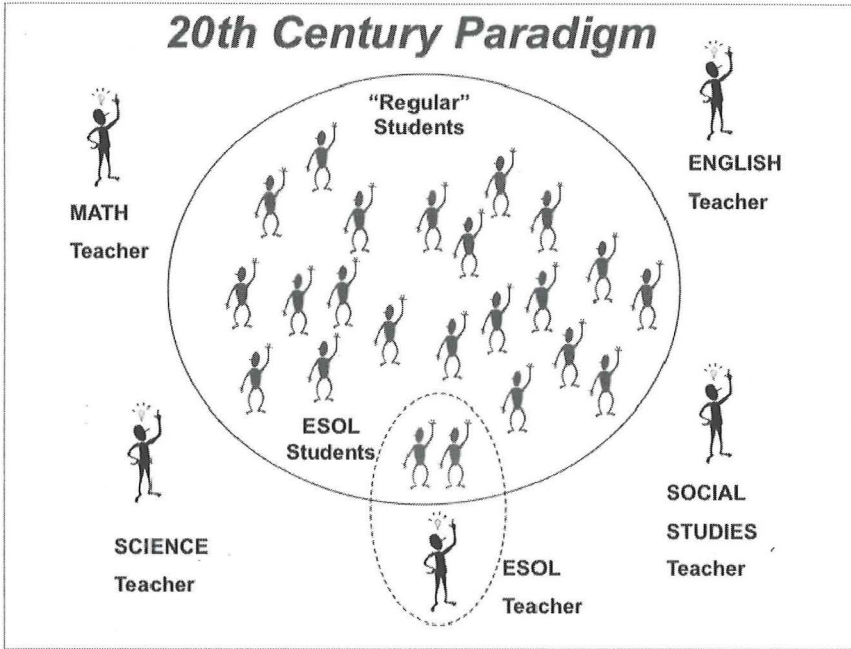 20th Century Paradigm
"Regular"
Students
MATH
Teacher
ENGLISH
Teacher
ESOL
Students
SCIENCE
Teacher
ESOL
Teacher
SOCIAL
STUDIES
Teacher